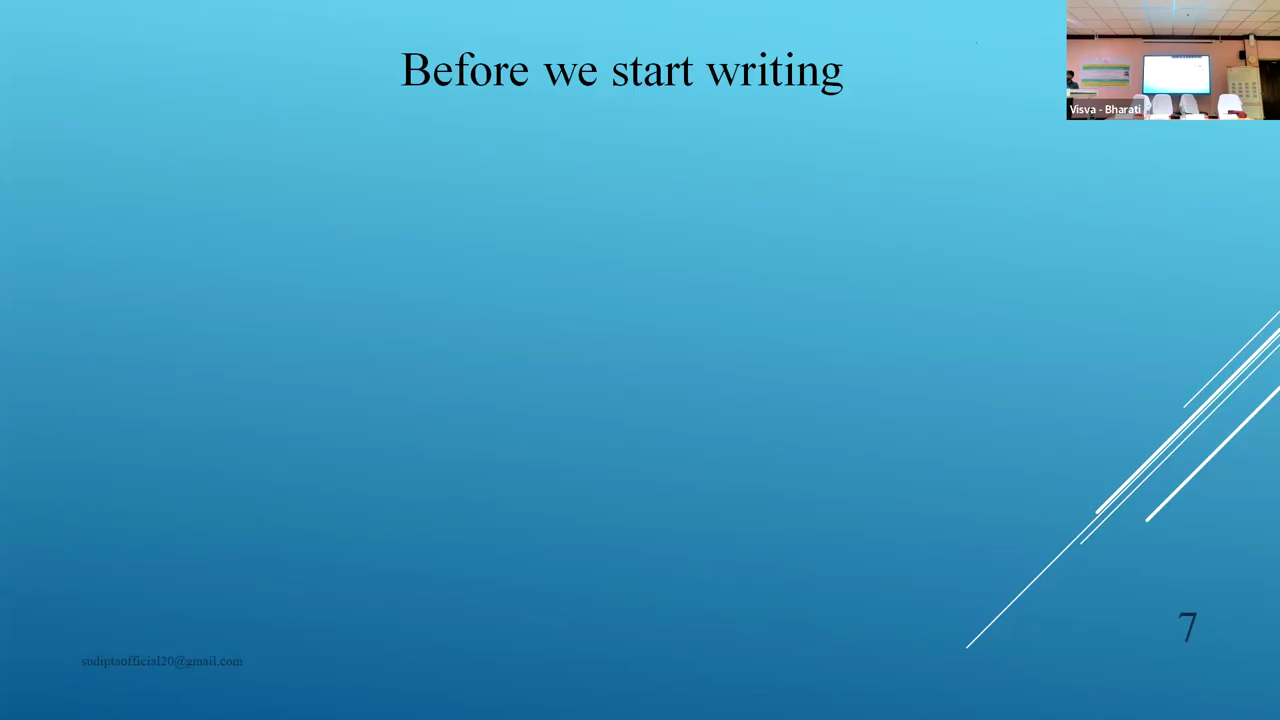 Before we start writing
Visva - Bharati
7
sudiptaofficial20@gmail.com